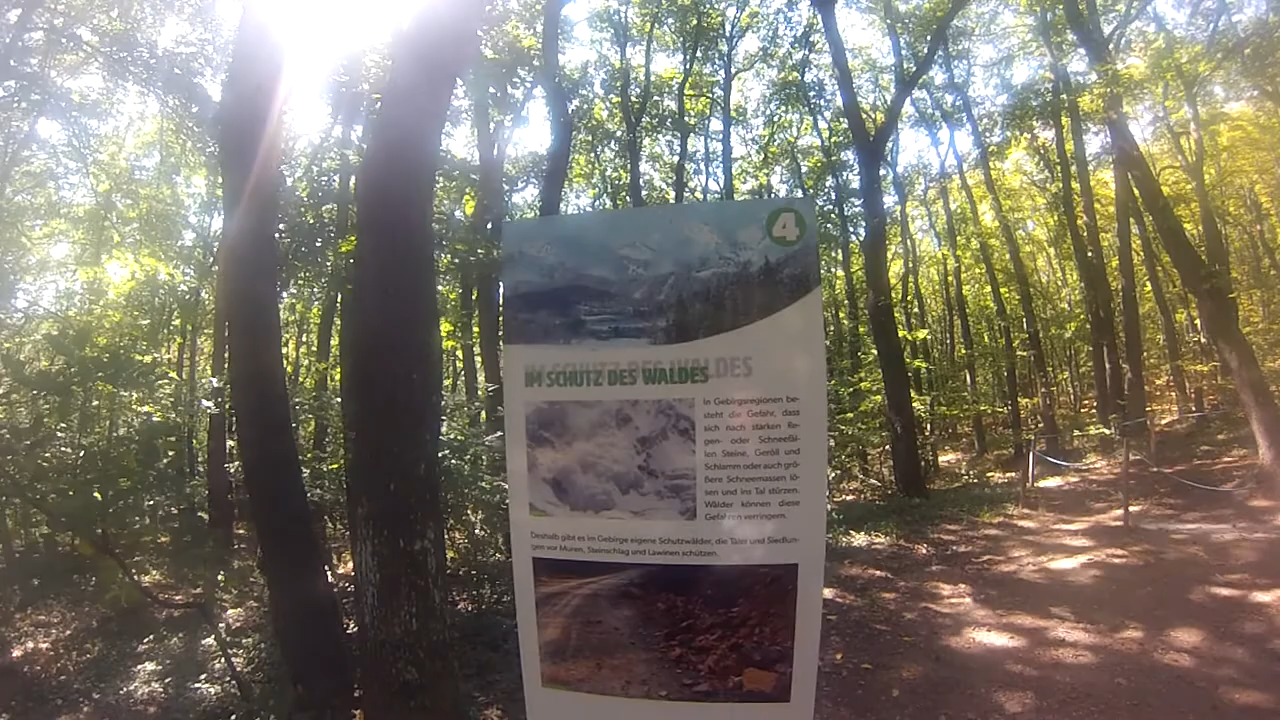 4
IM SCHUTZ DES WALDES
In Gebirgsregionen be-
steht die Gefahr, dass
sich nach starken Re-
gen- oder Schneefäl-
len Steine, Geröll und
Schlamm oder auch grö-
ßere Schneemassen lö-
sen und ins Tal stürzen.
Wälder können diese
Gefahren verringern.
Deshalb gibt es im Gebirge eigene Schutzwälder, die Täler und Siedlun-
gen vor Muren, Steinschlag und Lawinen schützen.